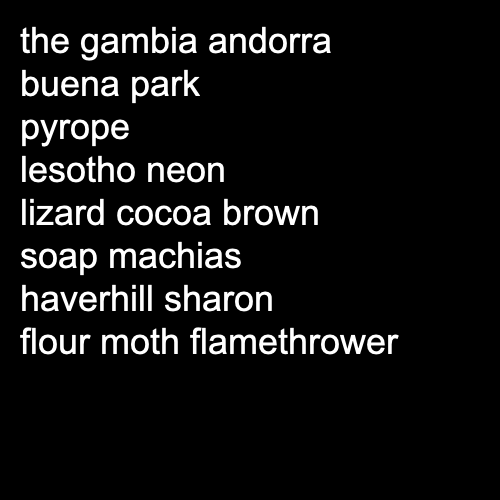 the gambia andorra
buena park
pyrope
lesotho neon
lizard cocoa brown
soap machias
haverhill sharon
flour moth flamethrower